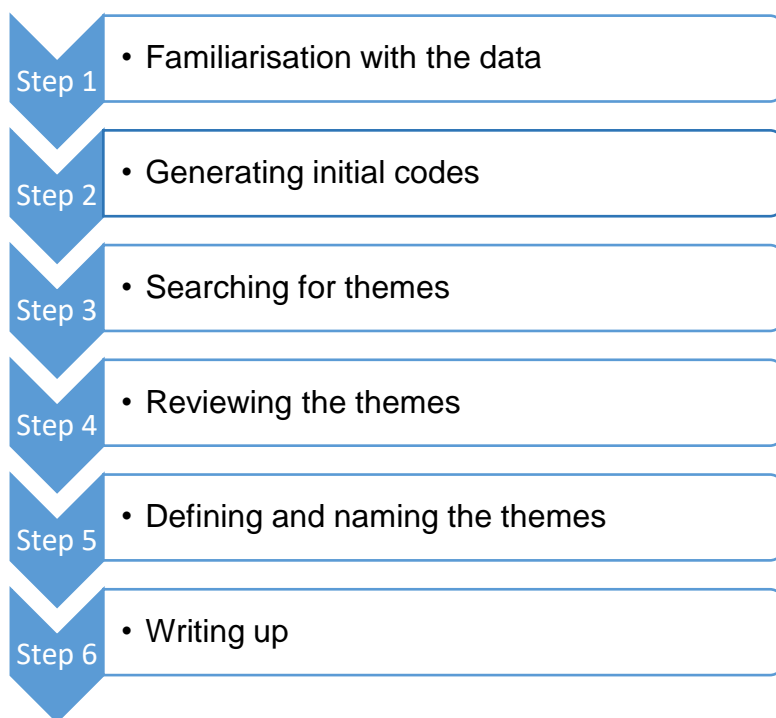 Step 1
• Familiarisation with the data
Step 2
• Generating initial codes
Step 3
• Searching for themes
Step 4
• Reviewing the themes
Step 5
• Defining and naming the themes
Step 6
• Writing up